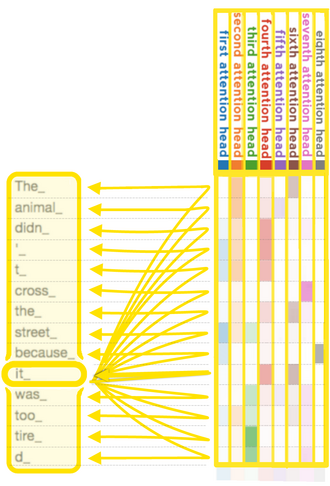 first attention head
second attention head
third attention head
fourth attention head
fifth attention head
sixth attention head
seventh attention head
eighth attention head
The_
animal_
didn_
'_
t_
cross_
the_
street_
because_
it_
was_
too_
tire_
d_